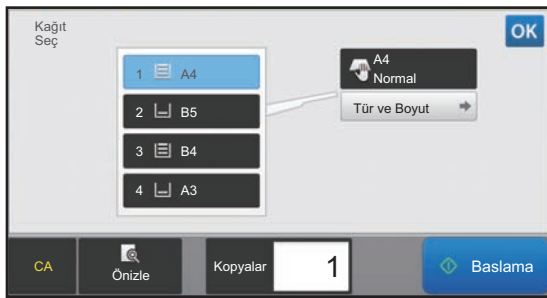 Kağıt
Seç
OK
1 A4
2 B5
3 B4
4 A3
A4
Normal
Tür ve Boyut
CA
Önizle
Kopyalar
1
Baslama